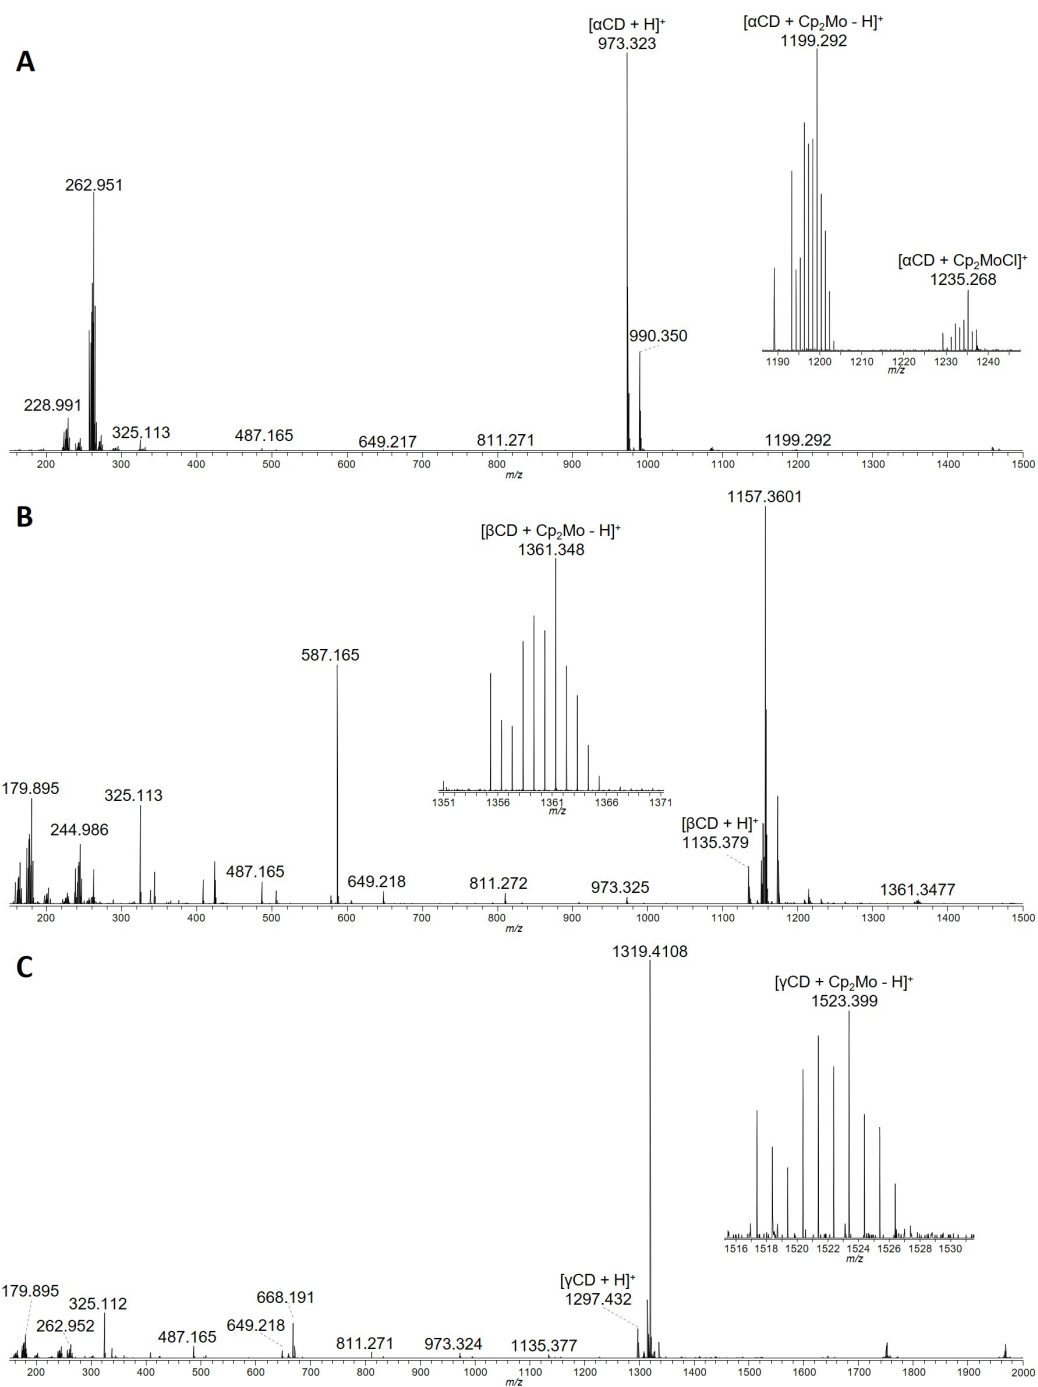 A
[αCD + H]⁺
973.323
[αCD + Cp₂Mo - H]⁺
1199.292
262.951
[αCD + Cp₂MoCl]⁺
1235.268
990.350
1190 1200 1210 1220 1230 1240
m/z
228.991
325.113
487.165
649.217
811.271
1199.292
200 300 400 500 600 700 800 900 1000 1100 1200 1300 1400 1500
m/z
B
1157.3601
[βCD + Cp₂Mo - H]⁺
1361.348
587.165
179.895
325.113
1351 1356 1361 1366 1371
m/z
244.986
[βCD + H]⁺
1135.379
487.165
649.218
811.272
973.325
1361.3477
200 300 400 500 600 700 800 900 1000 1100 1200 1300 1400 1500
m/z
C
1319.4108
[γCD + Cp₂Mo - H]⁺
1523.399
1516 1518 1520 1522 1524 1526 1528 1530
m/z
[γCD + H]⁺
1297.432
179.895
325.112
668.191
262.952
649.218
487.165
811.271
973.324
1135.377
200 300 400 500 600 700 800 900 1000 1100 1200 1300 1400 1500 1600 1700 1800 1900 2000
m/z